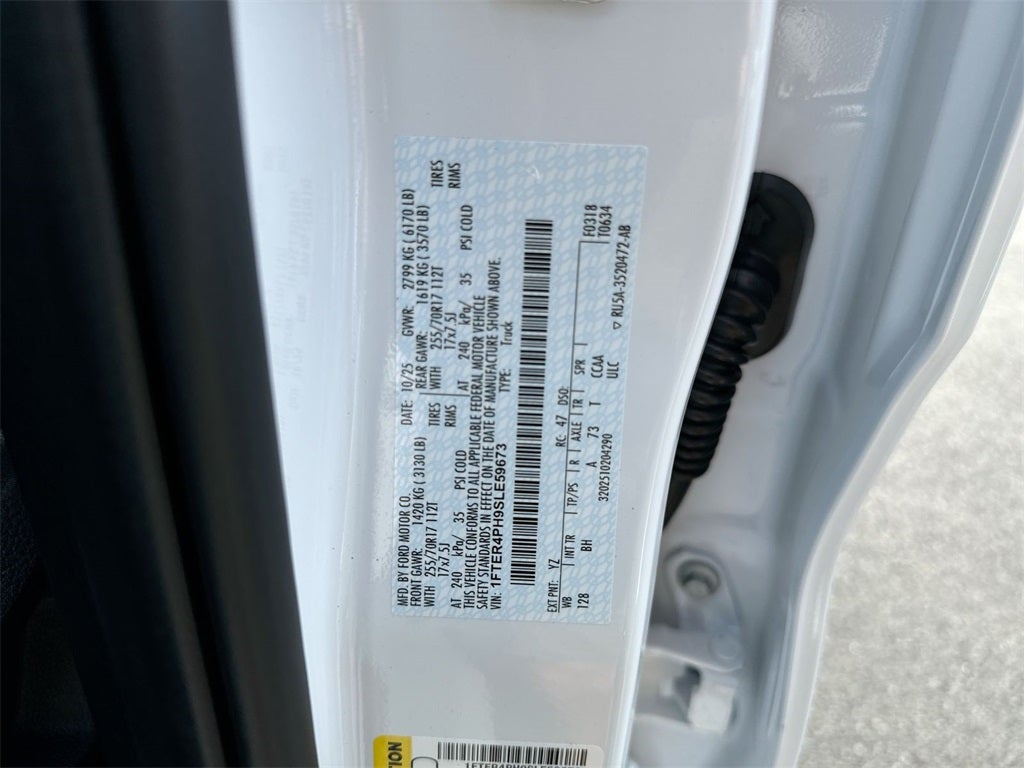 MFD. BY FORD MOTOR CO. DATE: 10/25 GVWR: 2799 KG ( 6170 LB)
FRONT GAWR: 1420 KG ( 3130 LB) REAR GAWR: 1619 KG ( 3570 LB)
WITH 255/70R17 112T TIRES WITH 255/70R17 112T TIRES
17x7.5J RIMS 17x7.5J RIMS
AT 240 kPa/ 35 PSI COLD AT 240 kPa/ 35 PSI COLD
THIS VEHICLE CONFORMS TO ALL APPLICABLE FEDERAL MOTOR VEHICLE
SAFETY STANDARDS IN EFFECT ON THE DATE OF MANUFACTURE SHOWN ABOVE.
VIN: 1FTER4PH9SLE59673 TYPE: Truck
EXT PNT: YZ RC: 47 DSO: F0318
WB INT TR TP/PS R AXLE TR SPR T0634
128 BH A 73 T CCAA
3202510204290 ULC ▽ RU5A-3520472-AB